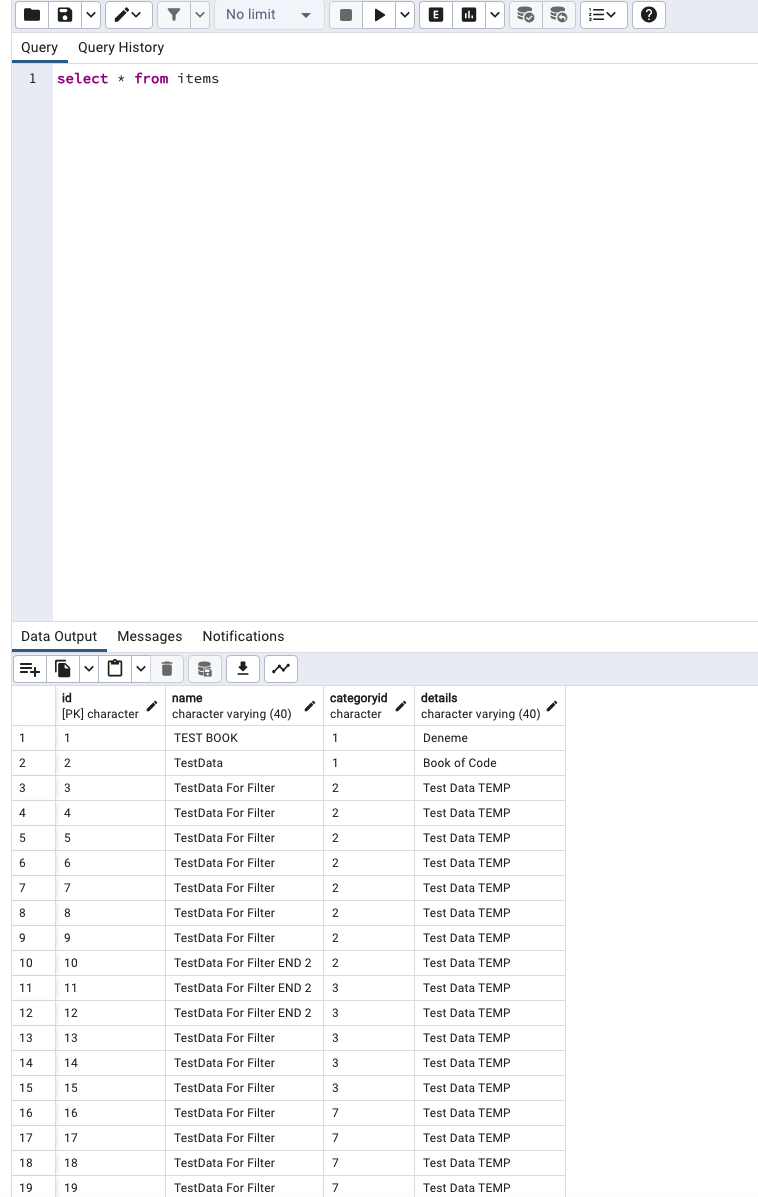 No limit
E
Query Query History
1 select * from items
Data Output Messages Notifications
id name categoryid details
[PK] character character varying (40) character character varying (40)
1 1 TEST BOOK 1 Deneme
2 2 TestData 1 Book of Code
3 3 TestData For Filter 2 Test Data TEMP
4 4 TestData For Filter 2 Test Data TEMP
5 5 TestData For Filter 2 Test Data TEMP
6 6 TestData For Filter 2 Test Data TEMP
7 7 TestData For Filter 2 Test Data TEMP
8 8 TestData For Filter 2 Test Data TEMP
9 9 TestData For Filter 2 Test Data TEMP
10 10 TestData For Filter END 2 2 Test Data TEMP
11 11 TestData For Filter END 2 3 Test Data TEMP
12 12 TestData For Filter END 2 3 Test Data TEMP
13 13 TestData For Filter 3 Test Data TEMP
14 14 TestData For Filter 3 Test Data TEMP
15 15 TestData For Filter 3 Test Data TEMP
16 16 TestData For Filter 7 Test Data TEMP
17 17 TestData For Filter 7 Test Data TEMP
18 18 TestData For Filter 7 Test Data TEMP
19 19 TestData For Filter 7 Test Data TEMP